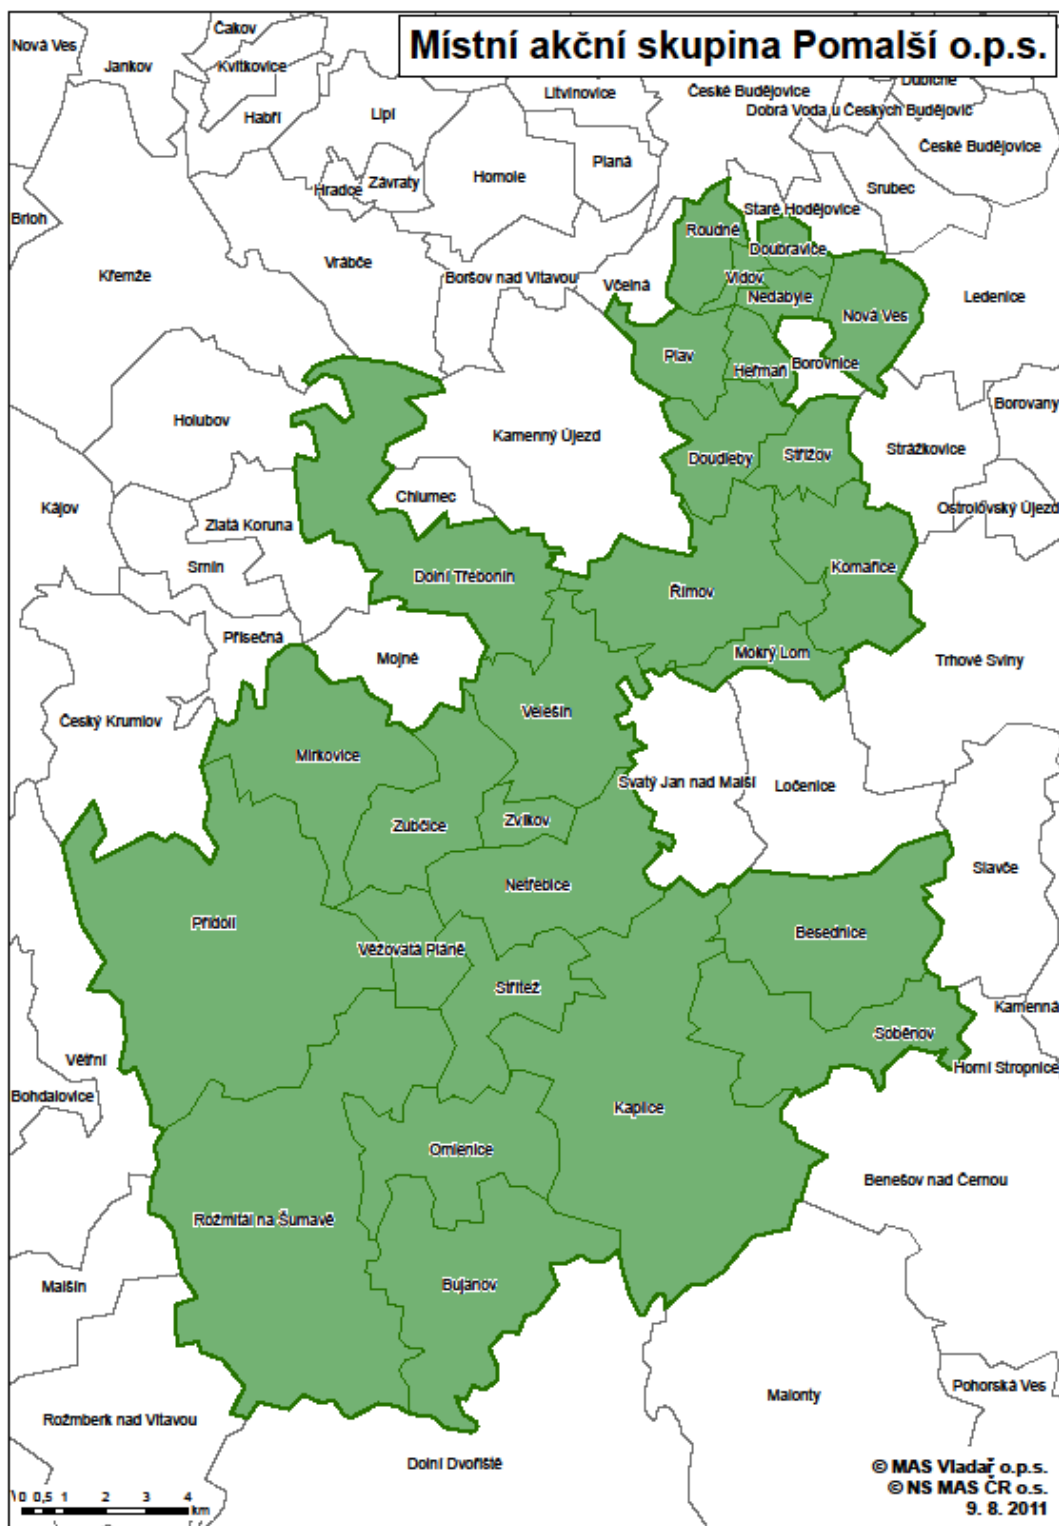 Místní akční skupina Pomalší o.p.s.
Nová Ves
Čakov
Jankov
Kvítkovice
Habří
Lipí
Litvínovice
České Budějovice
Dubičné
Dobrá Voda u Českých Budějovic
České Budějovice
Hradce
Závraty
Homole
Planá
Srubec
Staré Hodějovice
Brloh
Křemže
Vrábče
Boršov nad Vltavou
Včelná
Roudné
Doubravice
Vidov
Nedabyle
Nová Ves
Ledenice
Plav
Heřmaň
Borovnice
Borovany
Holubov
Kamenný Újezd
Doudleby
Střížov
Strážkovice
Kájov
Chlumec
Zlatá Koruna
Ostrolovský Újezd
Srnín
Dolní Třebonín
Římov
Komařice
Přísečná
Mojné
Mokrý Lom
Trhové Sviny
Český Krumlov
Velešín
Mirkovice
Svatý Jan nad Malší
Ločenice
Zubčice
Zvíkov
Slavče
Netřebice
Přídolí
Besednice
Věžovatá Pláně
Střítež
Kamenná
Soběnov
Větřní
Horní Stropnice
Bohdalovice
Kaplice
Omlenice
Benešov nad Černou
Rožmitál na Šumavě
Malšín
Bujanov
Pohorská Ves
Malonty
Rožmberk nad Vltavou
Dolní Dvořiště
© MAS Vladař o.p.s.
© NS MAS ČR o.s.
9. 8. 2011
0 0,5 1 2 3 4
km